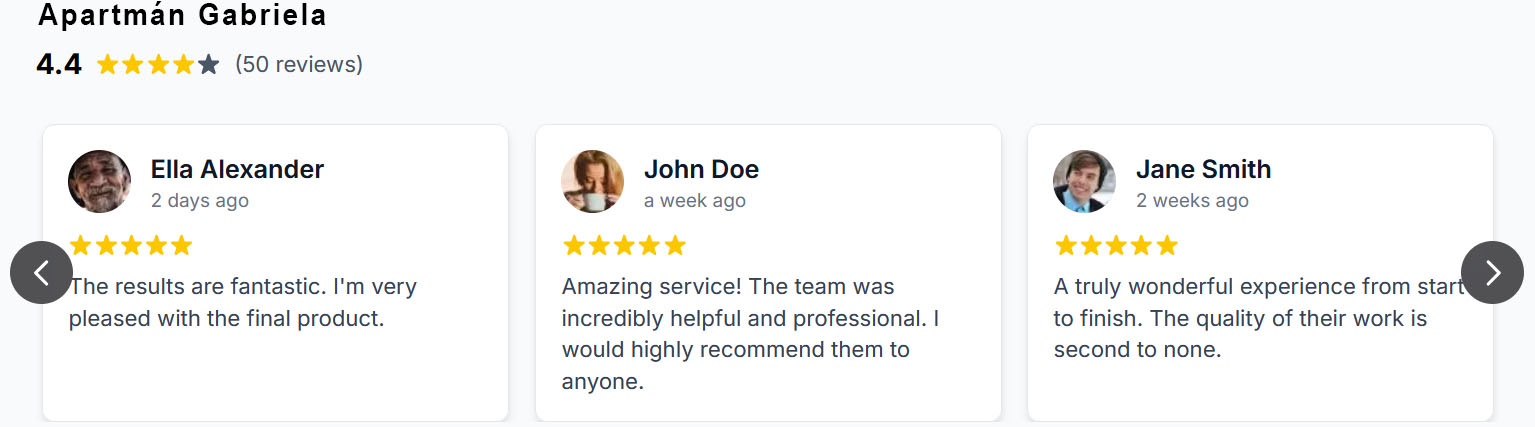 Apartmán Gabriela
4.4 (50 reviews)
Ella Alexander
2 days ago
The results are fantastic. I'm very
pleased with the final product.
John Doe
a week ago
Amazing service! The team was
incredibly helpful and professional. I
would highly recommend them to
anyone.
Jane Smith
2 weeks ago
A truly wonderful experience from start
to finish. The quality of their work is
second to none.